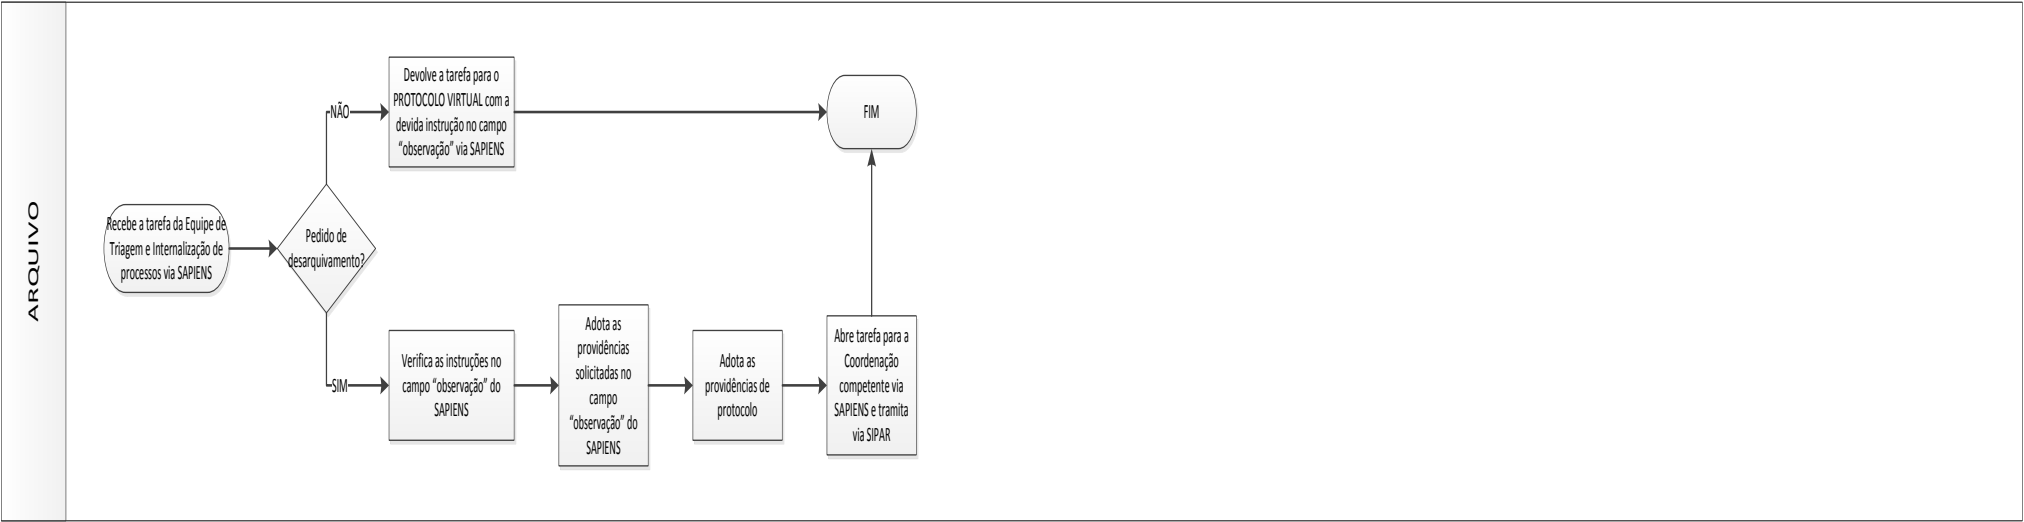 ARQUIVO
Recebe a tarefa da Equipe de
Triagem e Internalização de
processos via SAPIENS
Pedido de
desarquivamento?
NÃO
Devolve a tarefa para o
PROTOCOLO VIRTUAL com a
devida instrução no campo
“observação” via SAPIENS
FIM
SIM
Verifica as instruções no
campo “observação” do
SAPIENS
Adota as
providências
solicitadas no
campo
“observação” do
SAPIENS
Adota as
providências de
protocolo
Abre tarefa para a
Coordenação
competente via
SAPIENS e tramita
via SIPAR